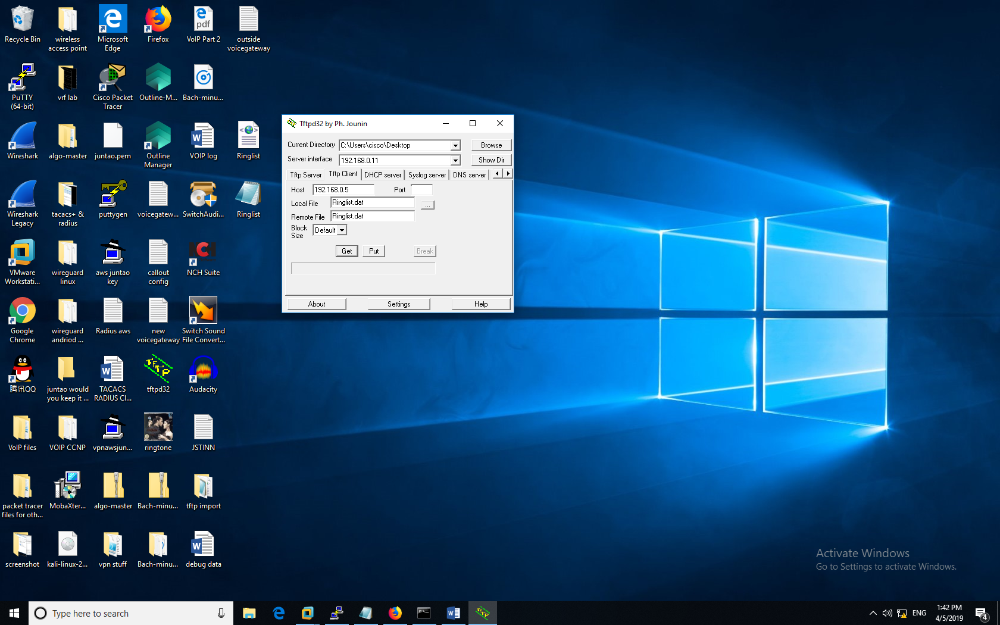 Recycle Bin
wireless
access point
Microsoft
Edge
Firefox
pdf
VoIP Part 2
outside
voicegateway
PuTTY
(64-bit)
vrf lab
Cisco Packet
Tracer
Outline-M...
Bach-minu...
Wireshark
algo-master
juntao.pem
Outline
Manager
W
VOIP log
Ringlist
Wireshark
Legacy
tacacs+ &
radius
puttygen
voicegatew...
SwitchAudi...
Ringlist
VMware
Workstati...
wireguard
linux
aws juntao
key
callout
config
NCH
NCH Suite
Google
Chrome
wireguard
andriod ...
Radius aws
new
voicegateway
Switch Sound
File Convert...
腾讯QQ
juntao would
you keep it ...
W
TACACS
RADIUS Cl...
TFTP
tftpd32
Audacity
VoIP files
VOIP CCNP
vpnawsjun...
ringtone
JSTINN
packet tracer
files for oth...
MobaXter...
algo-master
Bach-minu...
tftp import
screenshot
kali-linux-2...
vpn stuff
Bach-minu...
W
debug data
Tftpd32 by Ph. Jounin
Current Directory
C:\Users\cisco\Desktop
Browse
Server interface
192.168.0.11
Show Dir
Tftp Server
Tftp Client
DHCP server
Syslog server
DNS server
Host
192.168.0.5
Port
Local File
Ringlist.dat
...
Remote File
Ringlist.dat
Block
Size
Default
Get
Put
Break
About
Settings
Help
Activate Windows
Go to Settings to activate Windows.
Type here to search
W
ENG
1:42 PM
4/5/2019
4